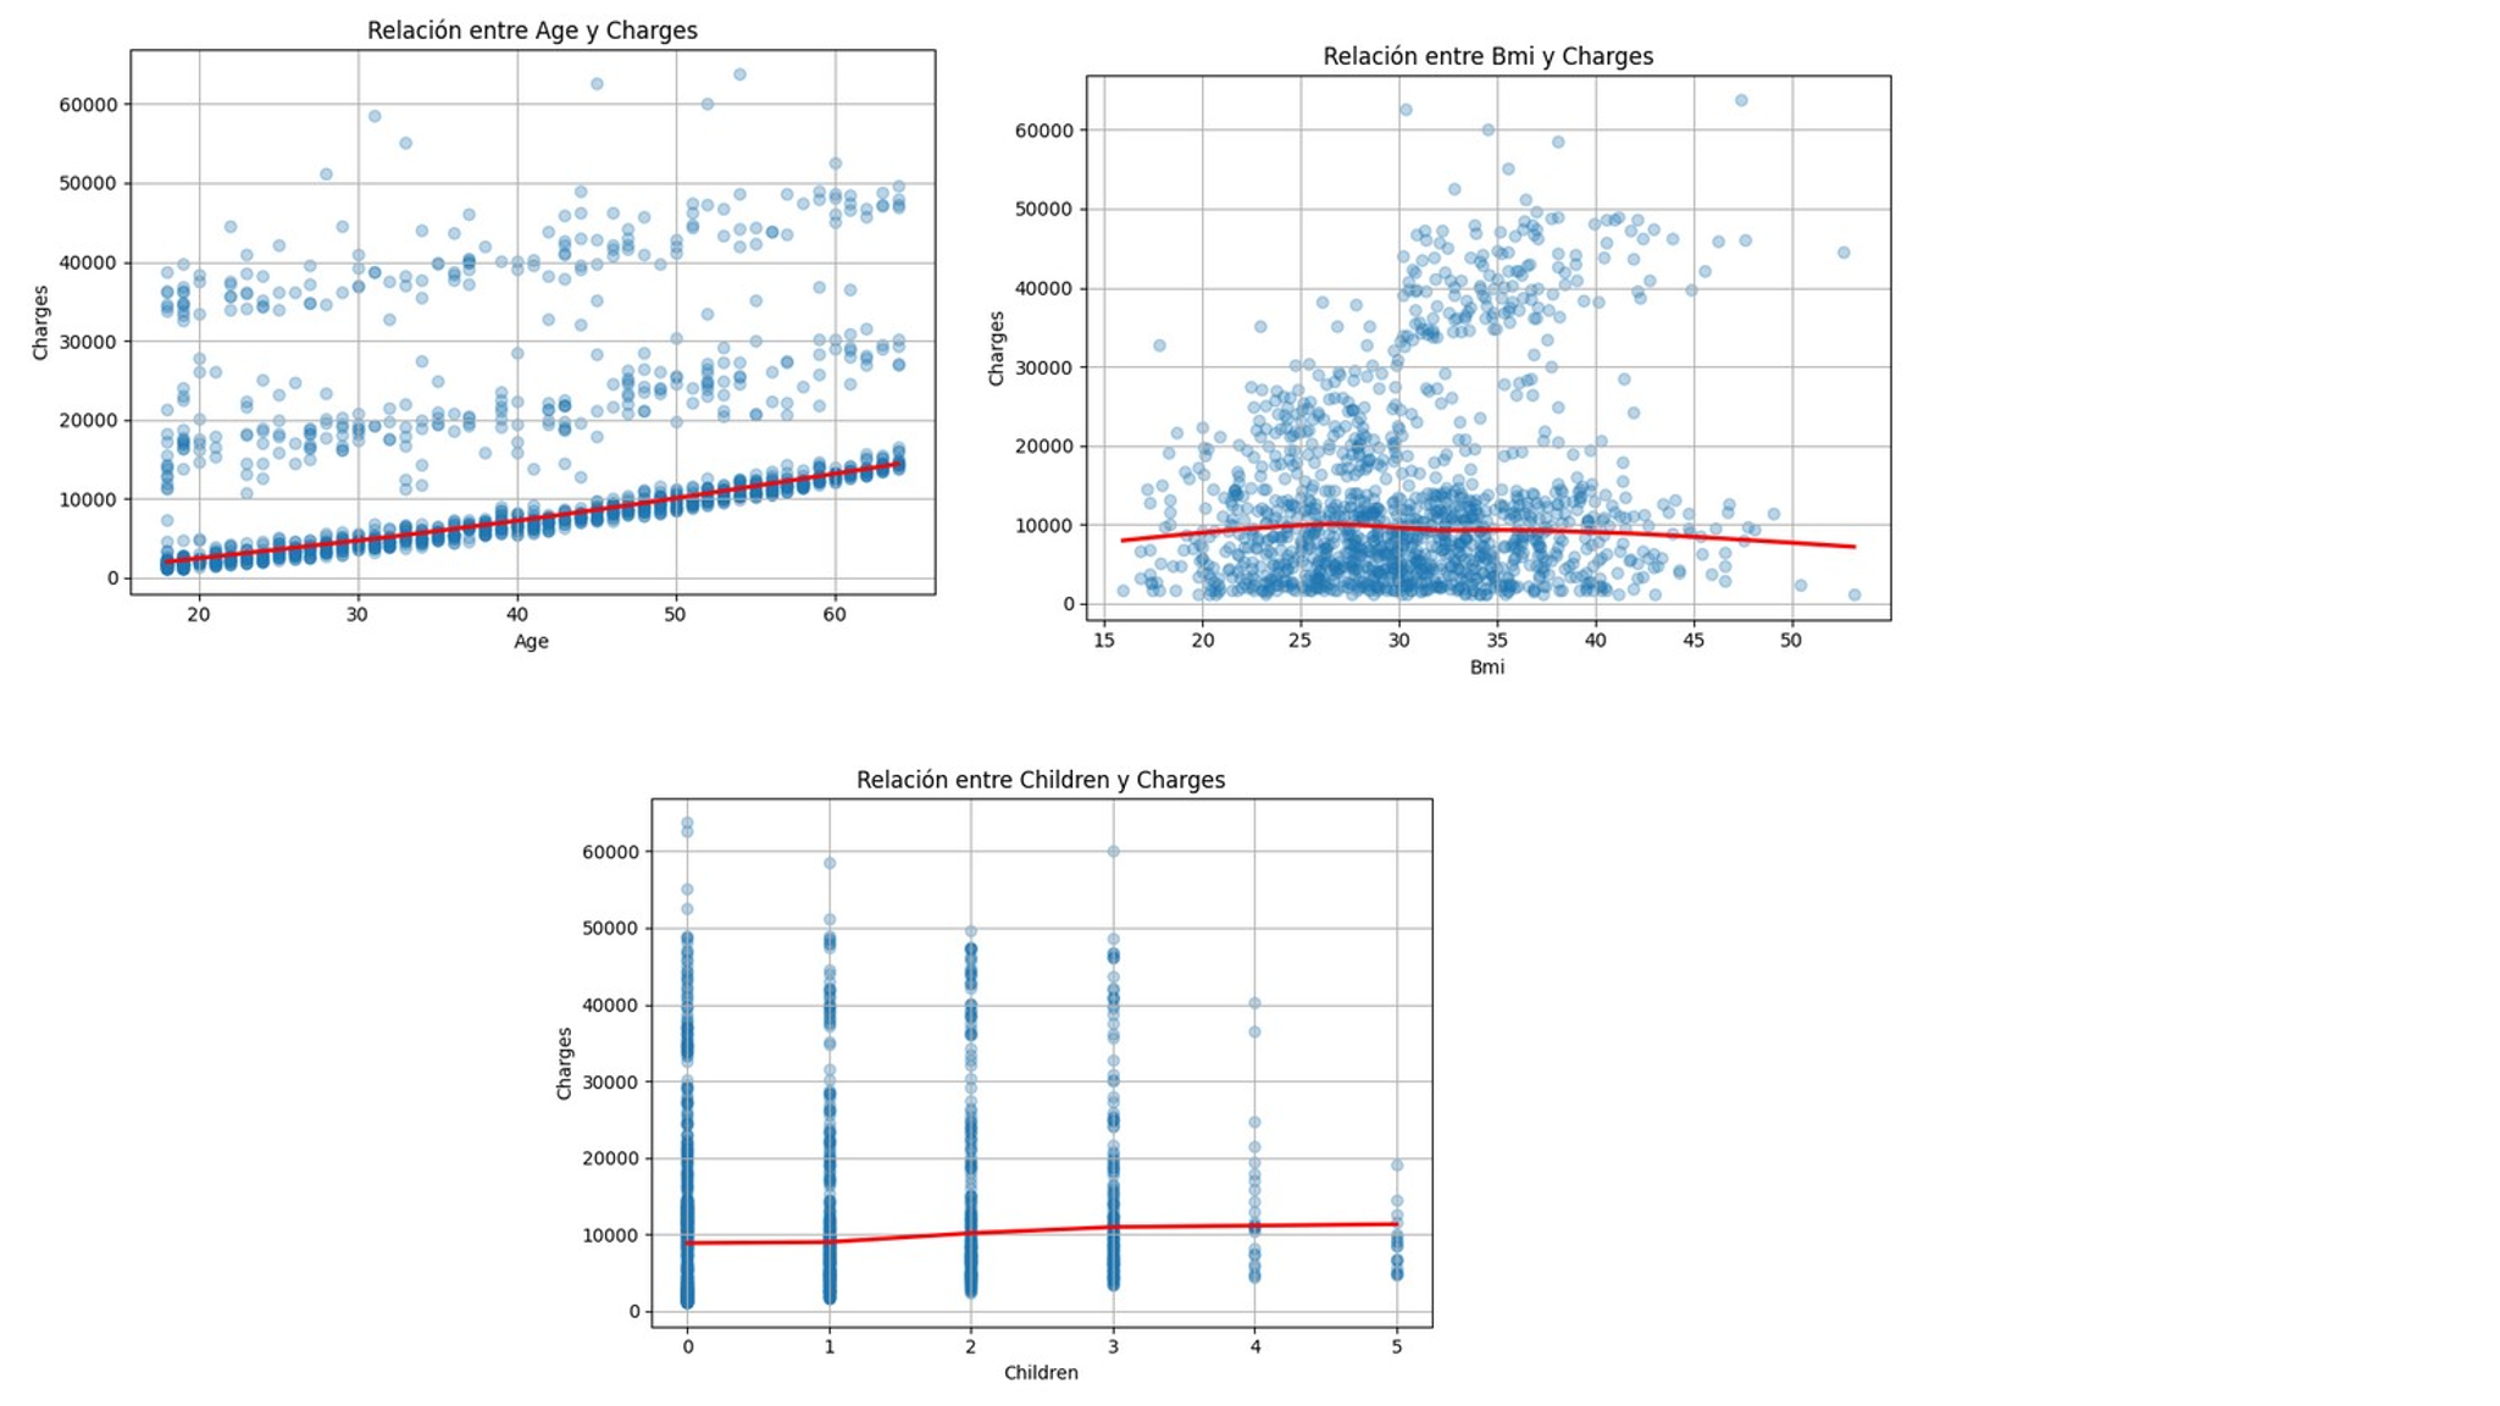 Relación entre Age y Charges
60000
50000
40000
30000
20000
10000
0
Charges
20 30 40 50 60
Age
Relación entre Bmi y Charges
60000
50000
40000
30000
20000
10000
0
Charges
15 20 25 30 35 40 45 50
Bmi
Relación entre Children y Charges
60000
50000
40000
30000
20000
10000
0
Charges
0 1 2 3 4 5
Children